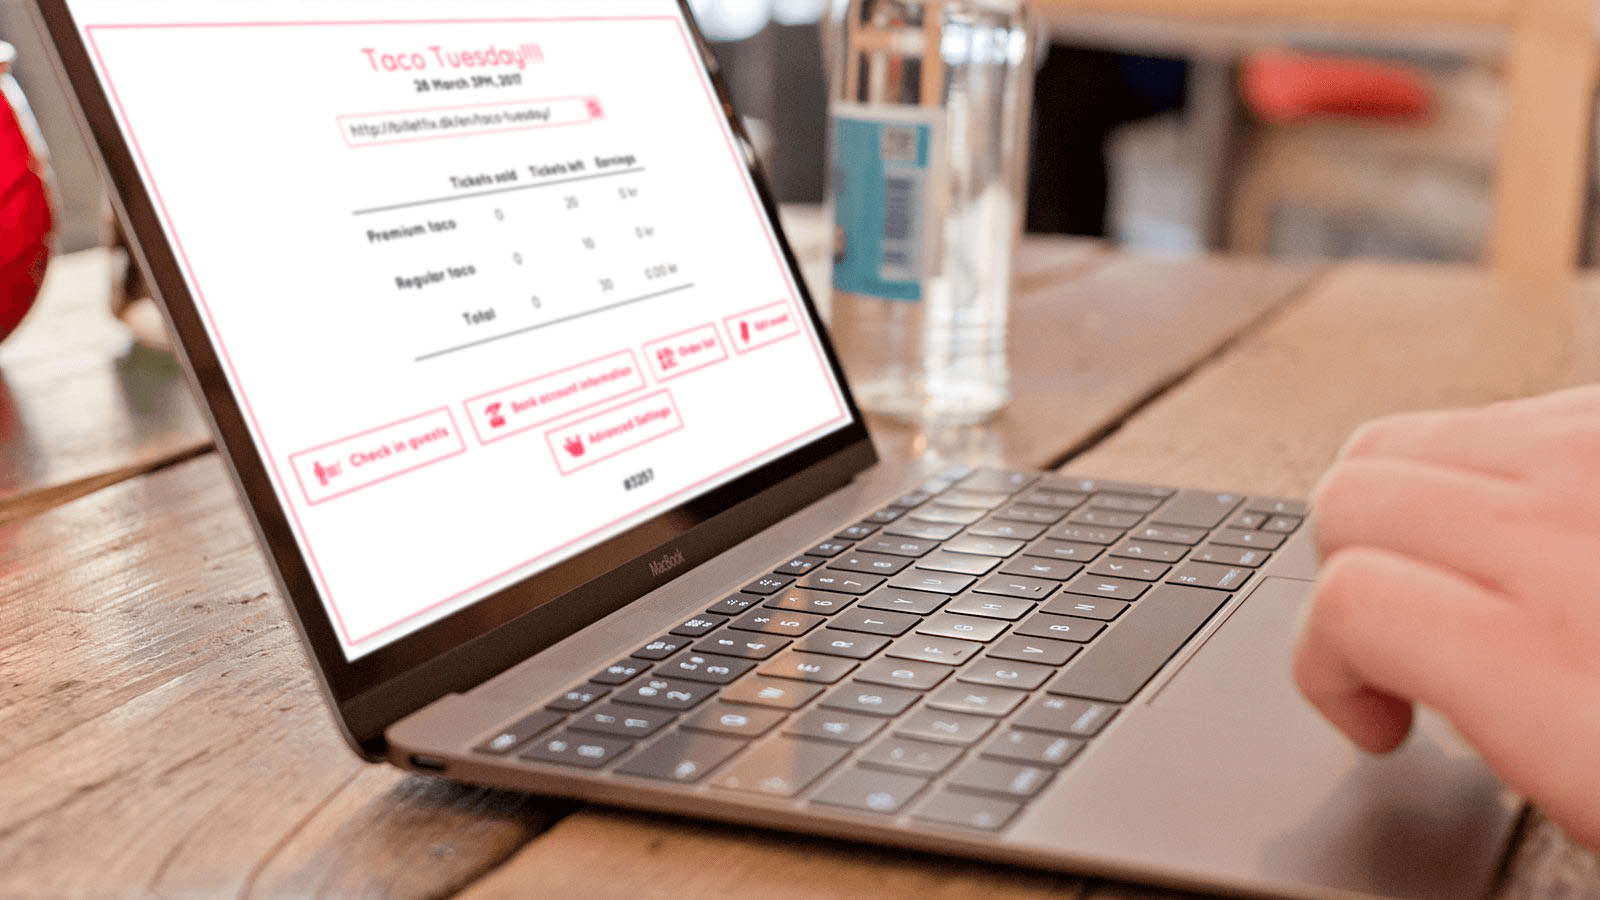 Taco Tuesday!!!!
28 March 3PM, 2017
http://billetfix.dk/en/taco-tuesday/
Tickets sold Tickets left Earnings
Premium taco 0 20 0 kr
Regular taco 0 10 0 kr
Total 0 30 0.00 kr
Check in guests Bank account information Order list Edit event
Advanced Settings
#3257
MacBook